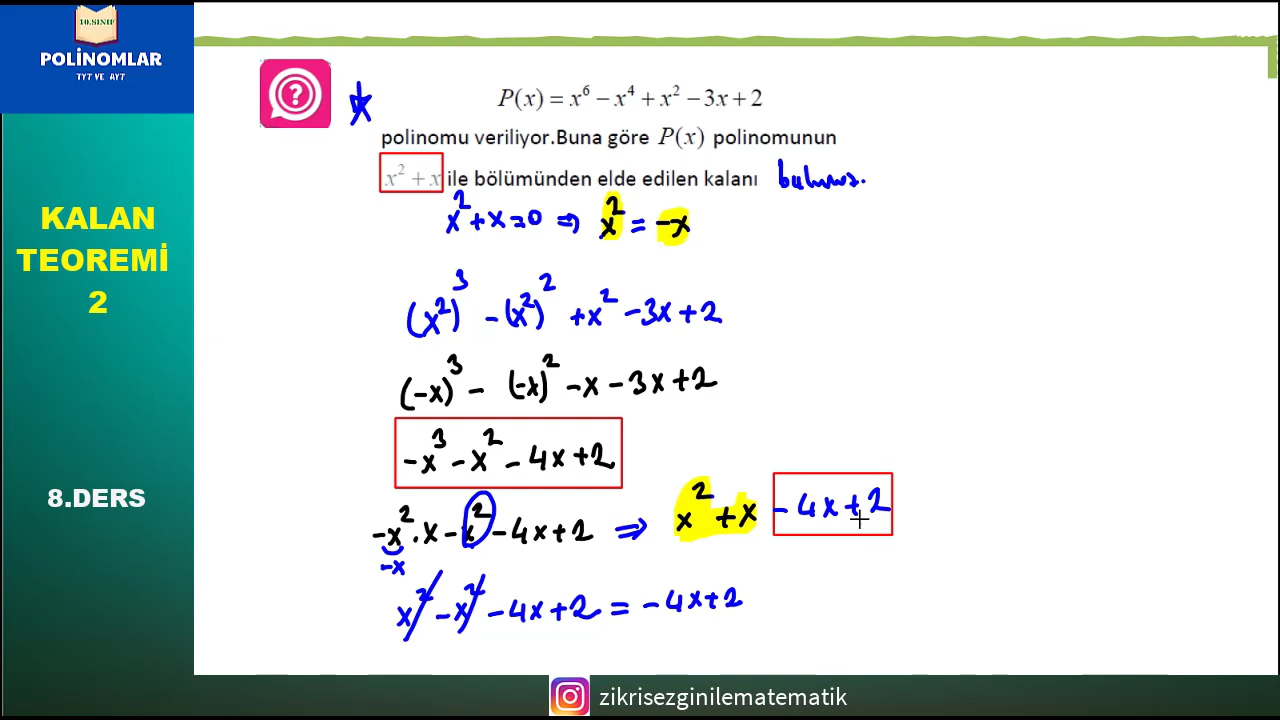 10.SINIF
POLİNOMLAR
TYT VE AYT
KALAN
TEOREMİ
2
8.DERS
P(x) = x⁶ − x⁴ + x² − 3x + 2
polinomu veriliyor.Buna göre P(x) polinomunun
x² + x ile bölümünden elde edilen kalanı bulunuz.
x² + x = 0 ⇒ x² = −x
(x²)³ − (x²)² + x² − 3x + 2
(−x)³ − (−x)² − x − 3x + 2
−x³ − x² − 4x + 2
−x².x − x² − 4x + 2 ⇒ x² + x − 4x + 2
−x
x² − x² − 4x + 2 = −4x + 2
zikrisezginilematematik